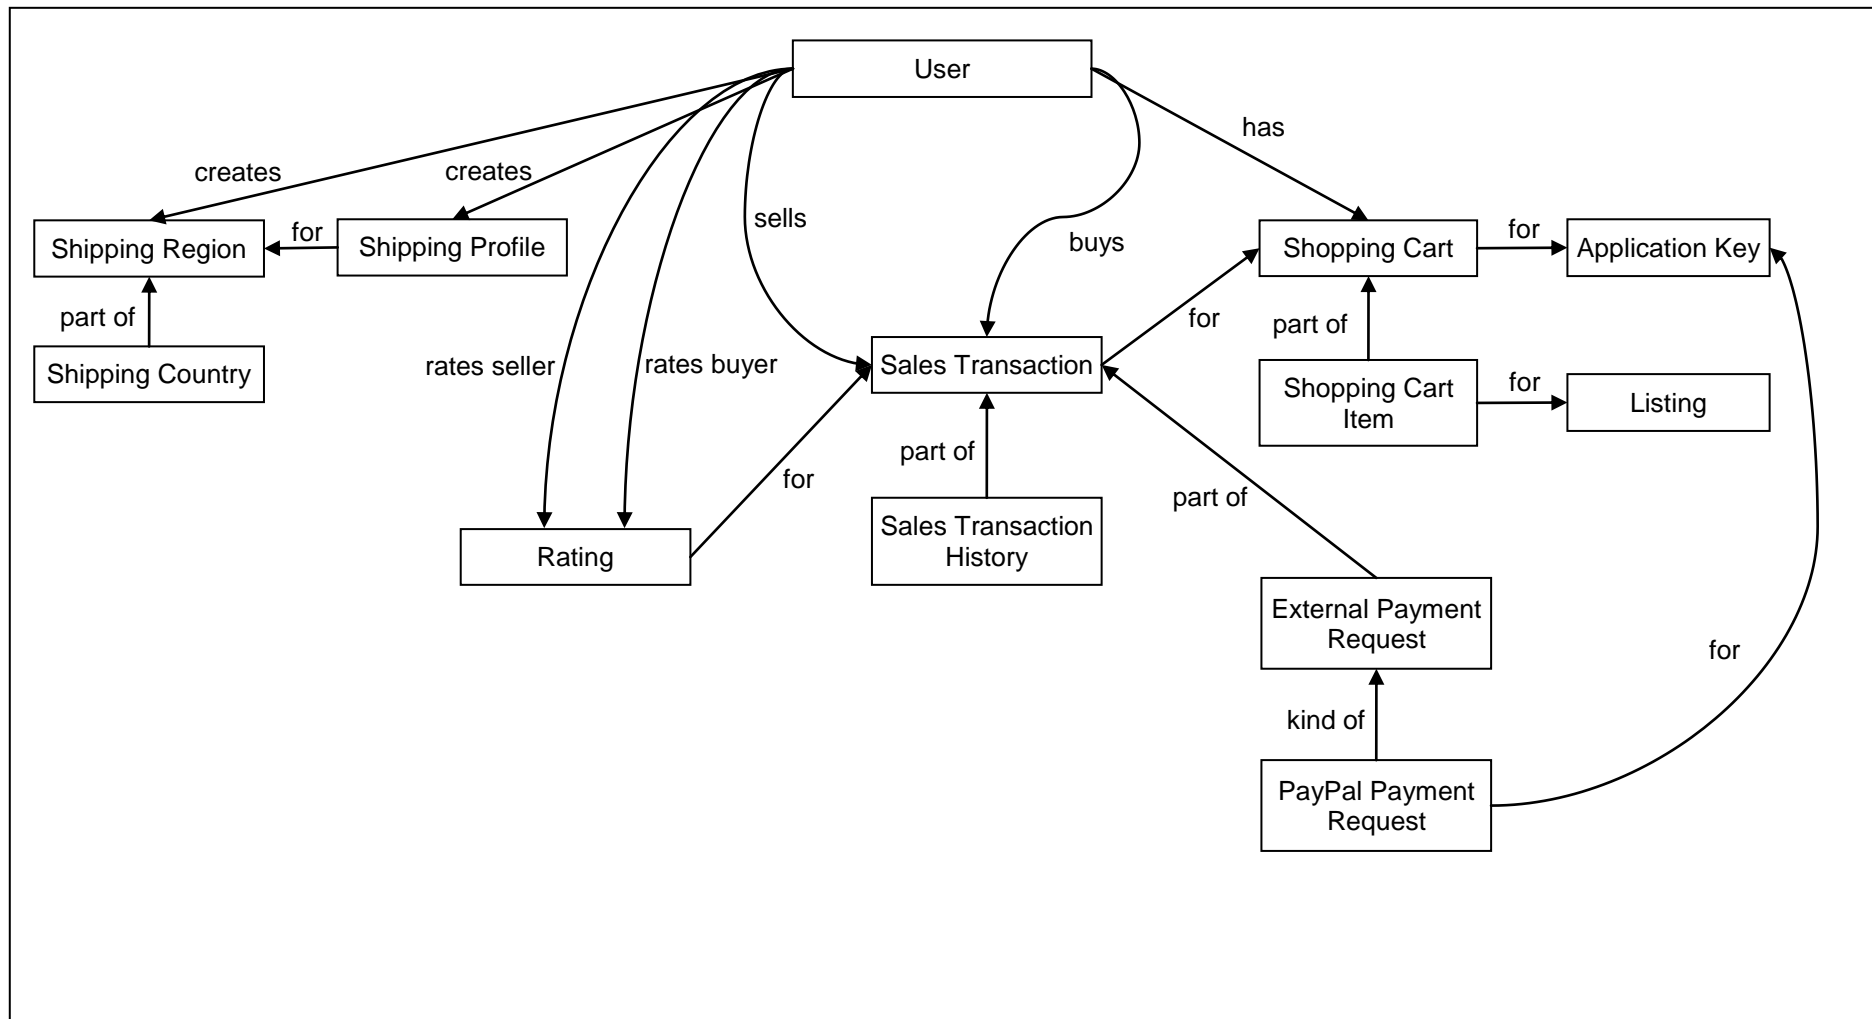 User
has
creates
creates
sells
buys
for
for
Shipping Region
Shipping Profile
Shopping Cart
Application Key
part of
for
part of
Shipping Country
rates seller
rates buyer
Sales Transaction
Shopping Cart
Item
for
Listing
part of
for
part of
Sales Transaction
History
Rating
External Payment
Request
for
kind of
PayPal Payment
Request